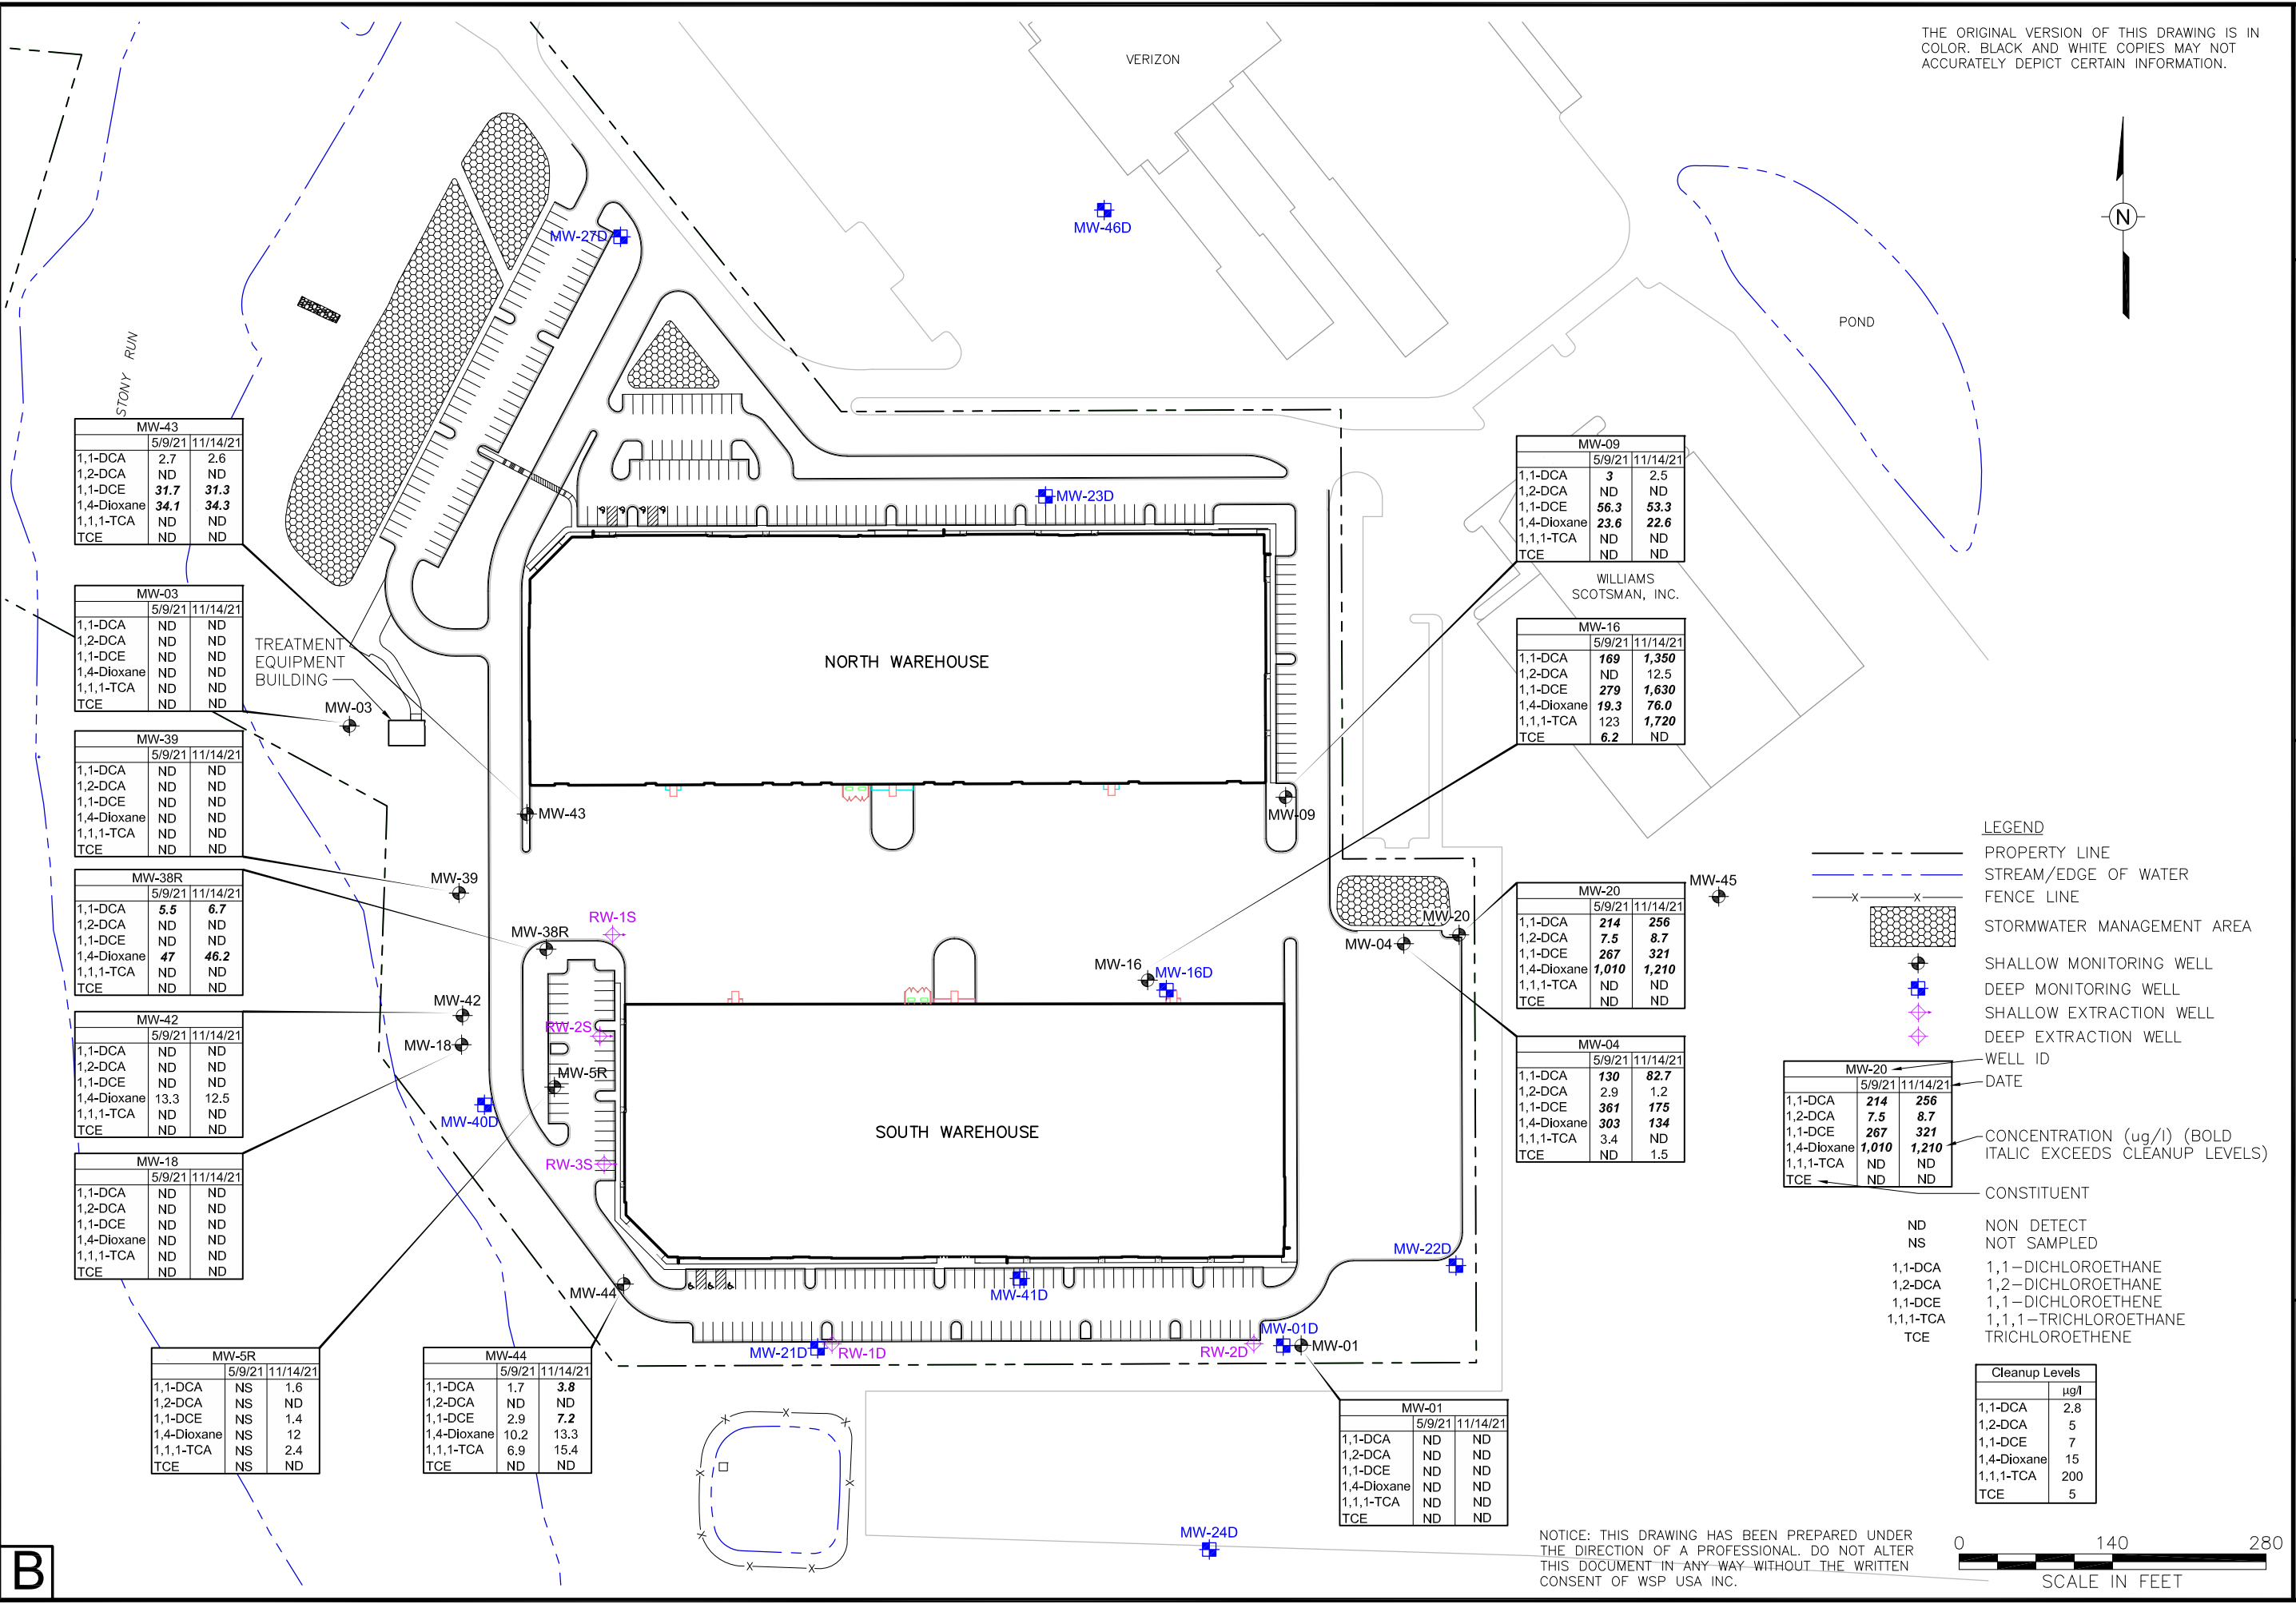 THE ORIGINAL VERSION OF THIS DRAWING IS IN
COLOR. BLACK AND WHITE COPIES MAY NOT
ACCURATELY DEPICT CERTAIN INFORMATION.
VERIZON
N
MW-46D
MW-27D
POND
STONY RUN
MW-43
5/9/21 11/14/21
1,1-DCA 2.7 2.6
1,2-DCA ND ND
1,1-DCE 31.7 31.3
1,4-Dioxane 34.1 34.3
1,1,1-TCA ND ND
TCE ND ND
MW-09
5/9/21 11/14/21
1,1-DCA 3 2.5
1,2-DCA ND ND
1,1-DCE 56.3 53.3
1,4-Dioxane 23.6 22.6
1,1,1-TCA ND ND
TCE ND ND
MW-23D
WILLIAMS
SCOTSMAN, INC.
MW-03
5/9/21 11/14/21
1,1-DCA ND ND
1,2-DCA ND ND
1,1-DCE ND ND
1,4-Dioxane ND ND
1,1,1-TCA ND ND
TCE ND ND
TREATMENT
EQUIPMENT
BUILDING
MW-03
NORTH WAREHOUSE
MW-16
5/9/21 11/14/21
1,1-DCA 169 1,350
1,2-DCA ND 12.5
1,1-DCE 279 1,630
1,4-Dioxane 19.3 76.0
1,1,1-TCA 123 1,720
TCE 6.2 ND
MW-39
5/9/21 11/14/21
1,1-DCA ND ND
1,2-DCA ND ND
1,1-DCE ND ND
1,4-Dioxane ND ND
1,1,1-TCA ND ND
TCE ND ND
MW-43
MW-09
MW-39
MW-38R
5/9/21 11/14/21
1,1-DCA 5.5 6.7
1,2-DCA ND ND
1,1-DCE ND ND
1,4-Dioxane 47 46.2
1,1,1-TCA ND ND
TCE ND ND
RW-1S
MW-38R
MW-20
MW-04
MW-16
MW-16D
MW-20
5/9/21 11/14/21
1,1-DCA 214 256
1,2-DCA 7.5 8.7
1,1-DCE 267 321
1,4-Dioxane 1,010 1,210
1,1,1-TCA ND ND
TCE ND ND
MW-45
MW-42
MW-42
5/9/21 11/14/21
1,1-DCA ND ND
1,2-DCA ND ND
1,1-DCE ND ND
1,4-Dioxane 13.3 12.5
1,1,1-TCA ND ND
TCE ND ND
MW-18
RW-2S
MW-5R
MW-40D
RW-3S
SOUTH WAREHOUSE
MW-04
5/9/21 11/14/21
1,1-DCA 130 82.7
1,2-DCA 2.9 1.2
1,1-DCE 361 175
1,4-Dioxane 303 134
1,1,1-TCA 3.4 ND
TCE ND 1.5
MW-18
5/9/21 11/14/21
1,1-DCA ND ND
1,2-DCA ND ND
1,1-DCE ND ND
1,4-Dioxane ND ND
1,1,1-TCA ND ND
TCE ND ND
MW-22D
MW-44
MW-41D
MW-21D
RW-1D
RW-2D
MW-01D
MW-01
MW-5R
5/9/21 11/14/21
1,1-DCA NS 1.6
1,2-DCA NS ND
1,1-DCE NS 1.4
1,4-Dioxane NS 12
1,1,1-TCA NS 2.4
TCE NS ND
MW-44
5/9/21 11/14/21
1,1-DCA 1.7 3.8
1,2-DCA ND ND
1,1-DCE 2.9 7.2
1,4-Dioxane 10.2 13.3
1,1,1-TCA 6.9 15.4
TCE ND ND
MW-01
5/9/21 11/14/21
1,1-DCA ND ND
1,2-DCA ND ND
1,1-DCE ND ND
1,4-Dioxane ND ND
1,1,1-TCA ND ND
TCE ND ND
MW-24D
LEGEND
PROPERTY LINE
STREAM/EDGE OF WATER
FENCE LINE
STORMWATER MANAGEMENT AREA
SHALLOW MONITORING WELL
DEEP MONITORING WELL
SHALLOW EXTRACTION WELL
DEEP EXTRACTION WELL
WELL ID
DATE
MW-20
5/9/21 11/14/21
1,1-DCA 214 256
1,2-DCA 7.5 8.7
1,1-DCE 267 321
1,4-Dioxane 1,010 1,210
1,1,1-TCA ND ND
TCE ND ND
CONCENTRATION (ug/l) (BOLD
ITALIC EXCEEDS CLEANUP LEVELS)
CONSTITUENT
ND NON DETECT
NS NOT SAMPLED
1,1-DCA 1,1-DICHLOROETHANE
1,2-DCA 1,2-DICHLOROETHANE
1,1-DCE 1,1-DICHLOROETHENE
1,1,1-TCA 1,1,1-TRICHLOROETHANE
TCE TRICHLOROETHENE
Cleanup Levels
µg/l
1,1-DCA 2.8
1,2-DCA 5
1,1-DCE 7
1,4-Dioxane 15
1,1,1-TCA 200
TCE 5
NOTICE: THIS DRAWING HAS BEEN PREPARED UNDER
THE DIRECTION OF A PROFESSIONAL. DO NOT ALTER
THIS DOCUMENT IN ANY WAY WITHOUT THE WRITTEN
CONSENT OF WSP USA INC.
0 140 280
SCALE IN FEET
B